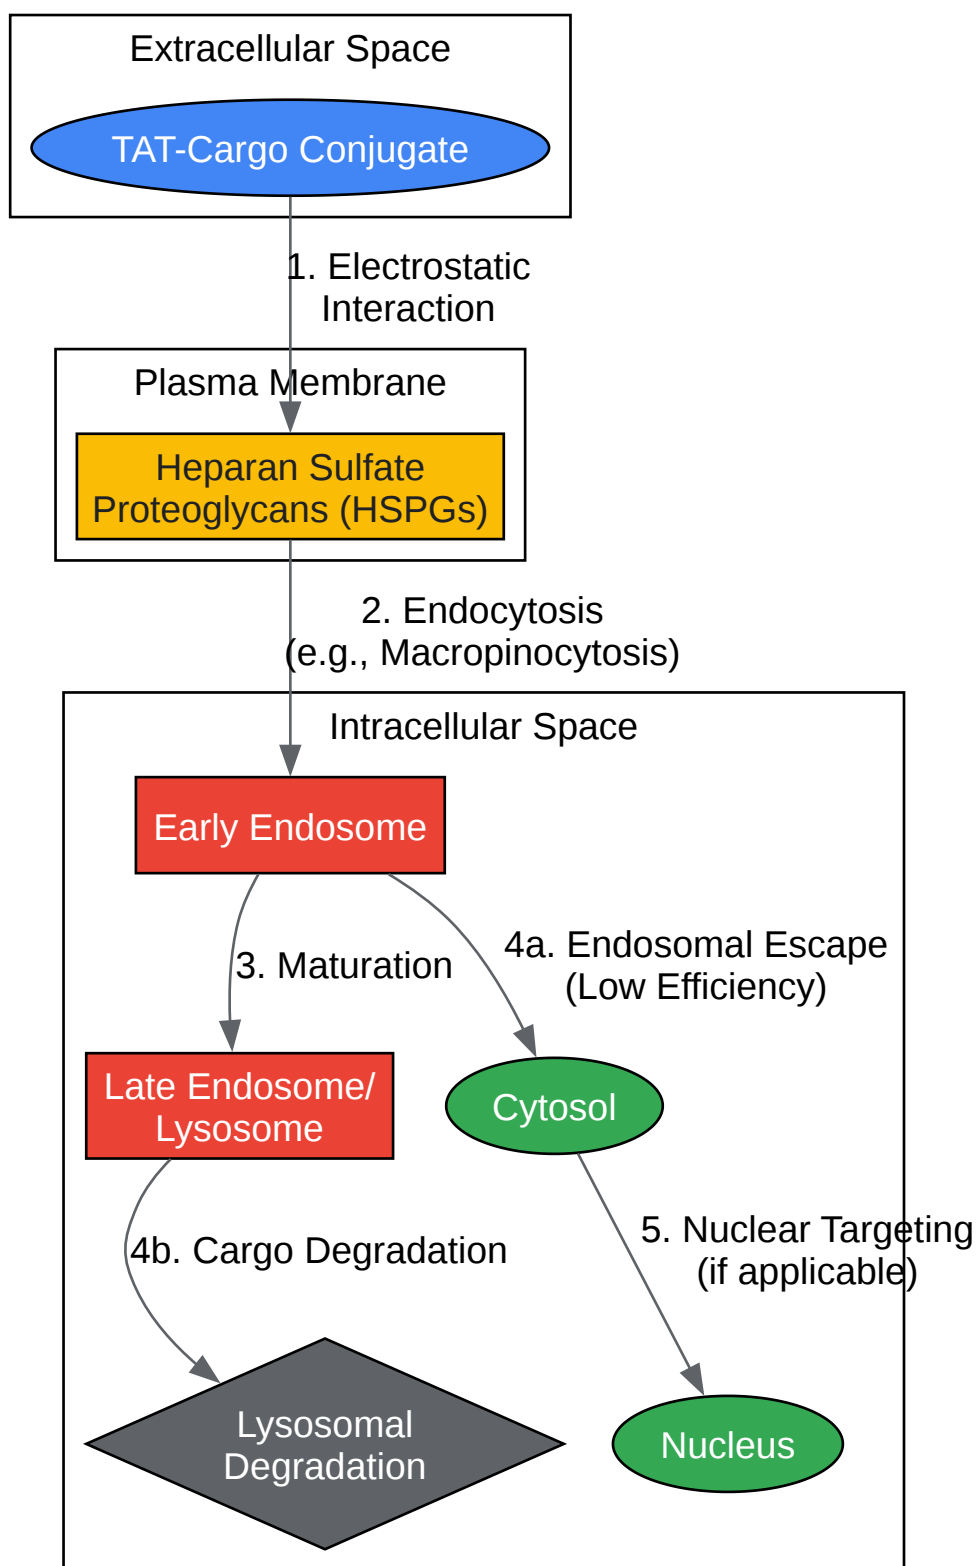 Extracellular Space
TAT-Cargo Conjugate
1. Electrostatic
Interaction
Plasma Membrane
Heparan Sulfate
Proteoglycans (HSPGs)
2. Endocytosis
(e.g., Macropinocytosis)
Intracellular Space
Early Endosome
3. Maturation
4a. Endosomal Escape
(Low Efficiency)
Late Endosome/
Lysosome
Cytosol
4b. Cargo Degradation
5. Nuclear Targeting
(if applicable)
Lysosomal
Degradation
Nucleus